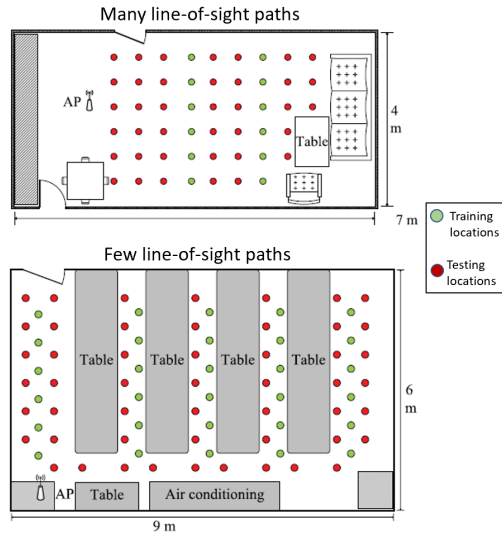 Many line-of-sight paths
AP
Table
4
m
7 m
Training
locations
Testing
locations
Few line-of-sight paths
Table
Table
Table
Table
6
m
AP
Table
Air conditioning
9 m